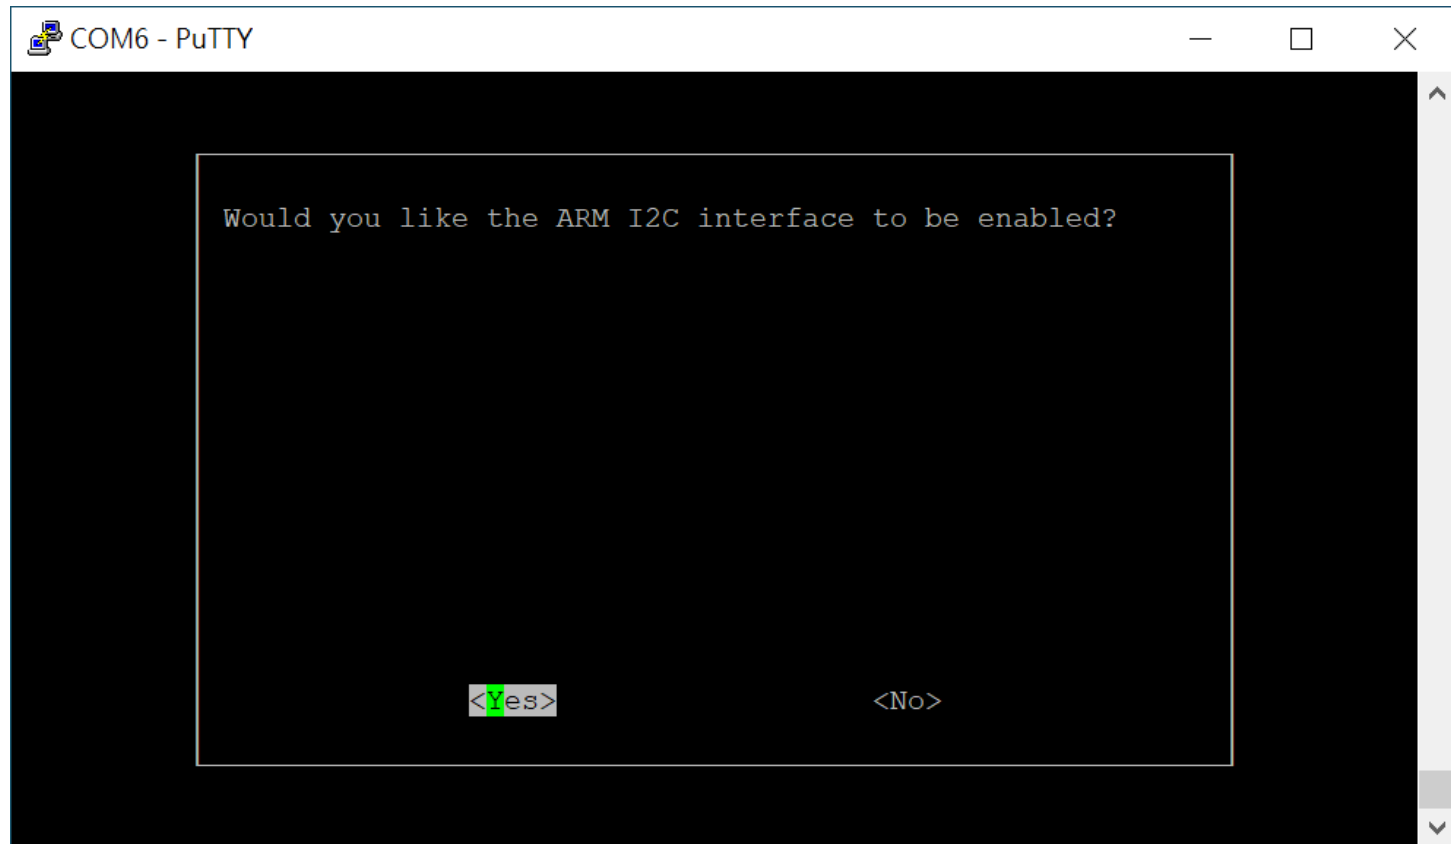 COM6 - PuTTY
Would you like the ARM I2C interface to be enabled?
<Yes> <No>